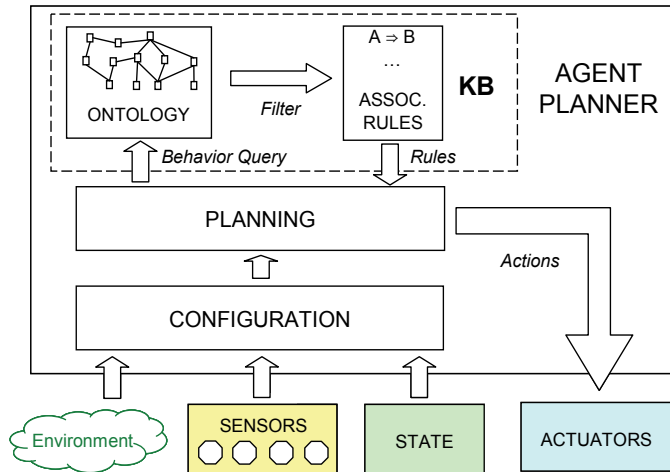 A ⇒ B
...
ASSOC.
RULES
KB
AGENT
PLANNER
ONTOLOGY
Filter
Behavior Query
Rules
PLANNING
Actions
CONFIGURATION
Environment
SENSORS
STATE
ACTUATORS